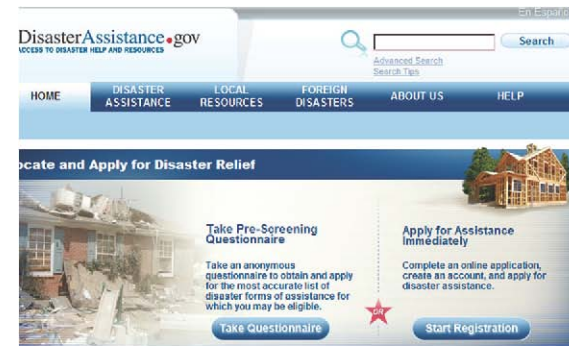 En Españo
DisasterAssistance.gov
ACCESS TO DISASTER HELP AND RESOURCES
Search
Advanced Search
Search Tips
HOME
DISASTER
ASSISTANCE
LOCAL
RESOURCES
FOREIGN
DISASTERS
ABOUT US
HELP
ocate and Apply for Disaster Relief
Take Pre-Screening
Questionnaire
Take an anonymous
questionnaire to obtain and apply
for the most accurate list of
disaster forms of assistance for
which you may be eligible.
Take Questionnaire
OR
Apply for Assistance
Immediately
Complete an online application,
create an account, and apply for
disaster assistance.
Start Registration